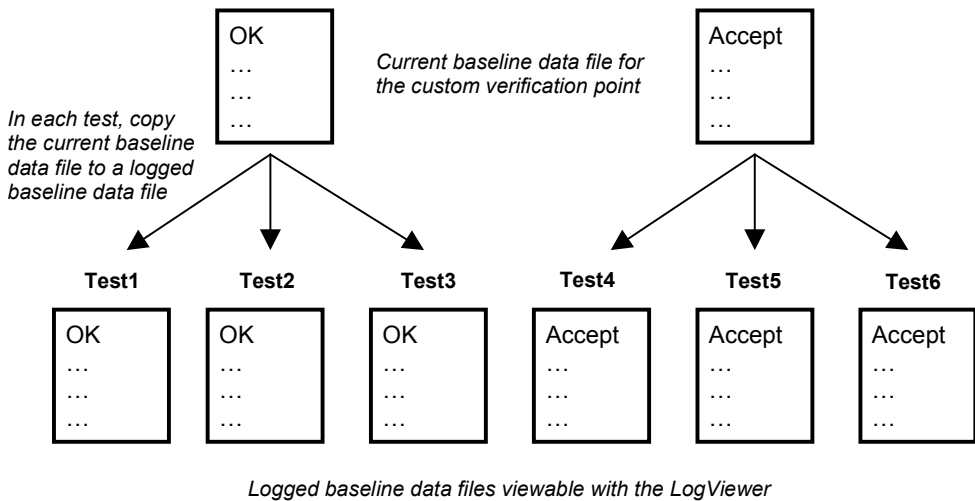 OK
…
…
…
Current baseline data file for
the custom verification point
Accept
…
…
…
In each test, copy
the current baseline
data file to a logged
baseline data file
Test1
Test2
Test3
Test4
Test5
Test6
OK
…
…
…
OK
…
…
…
OK
…
…
…
Accept
…
…
…
Accept
…
…
…
Accept
…
…
…
Logged baseline data files viewable with the LogViewer